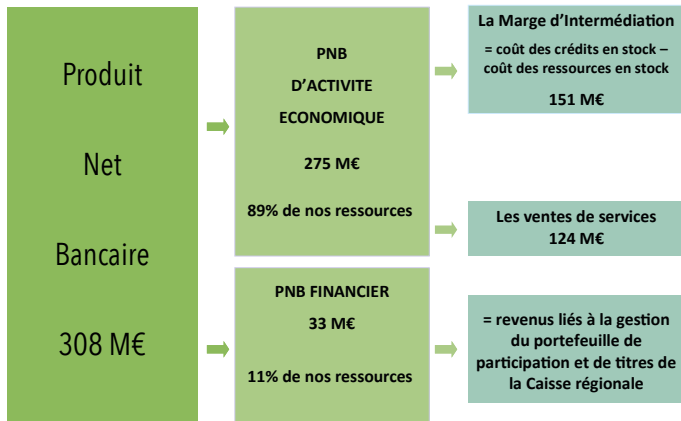 Produit
Net
Bancaire
308 M€
PNB
D’ACTIVITE
ECONOMIQUE
275 M€
89% de nos ressources
La Marge d’Intermédiation
= coût des crédits en stock –
coût des ressources en stock
151 M€
Les ventes de services
124 M€
PNB FINANCIER
33 M€
11% de nos ressources
= revenus liés à la gestion
du portefeuille de
participation et de titres de
la Caisse régionale